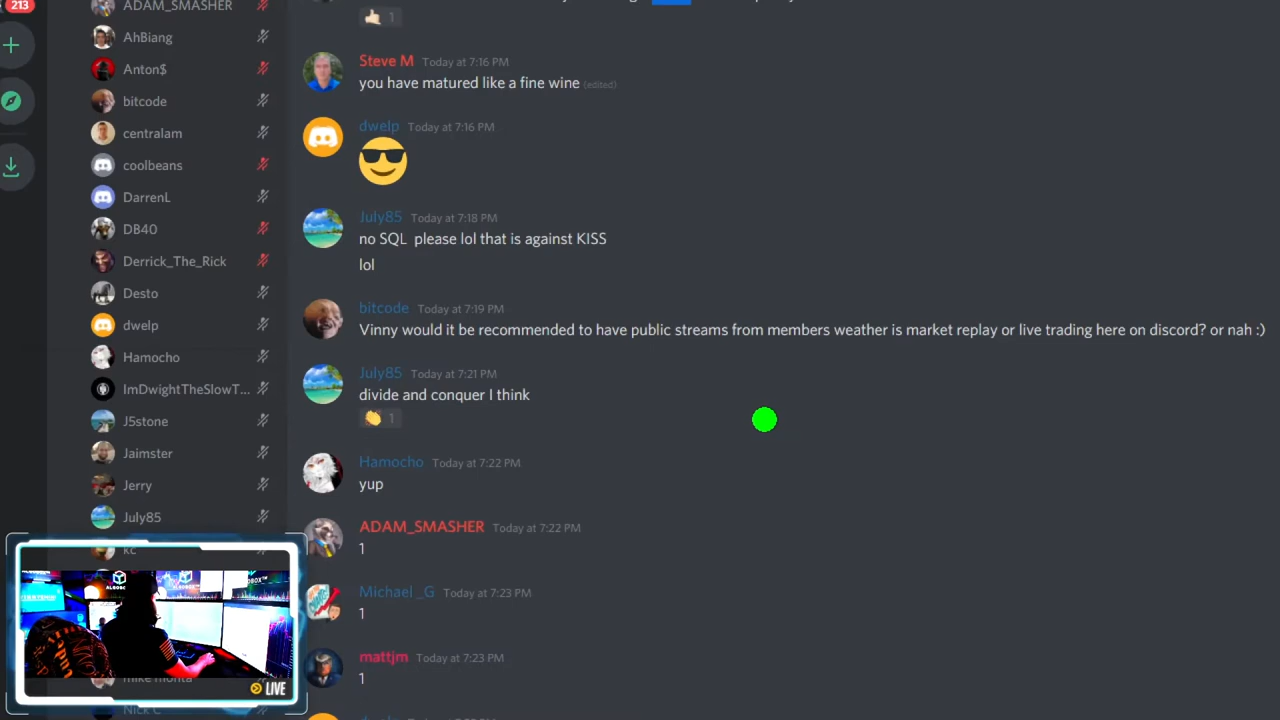 213
ADAM_SMASHER
AhBiang
Anton$
bitcode
centralam
coolbeans
DarrenL
DB40
Derrick_The_Rick
Desto
dwelp
Hamocho
ImDwightTheSlowT...
J5stone
Jaimster
Jerry
July85
kc
mike monta
Nick C
LIVE
1
Steve M Today at 7:16 PM
you have matured like a fine wine (edited)
dwelp Today at 7:16 PM
July85 Today at 7:18 PM
no SQL please lol that is against KISS
lol
bitcode Today at 7:19 PM
Vinny would it be recommended to have public streams from members weather is market replay or live trading here on discord? or nah :)
July85 Today at 7:21 PM
divide and conquer I think
1
Hamocho Today at 7:22 PM
yup
ADAM_SMASHER Today at 7:22 PM
1
Michael_G Today at 7:23 PM
1
mattjm Today at 7:23 PM
1